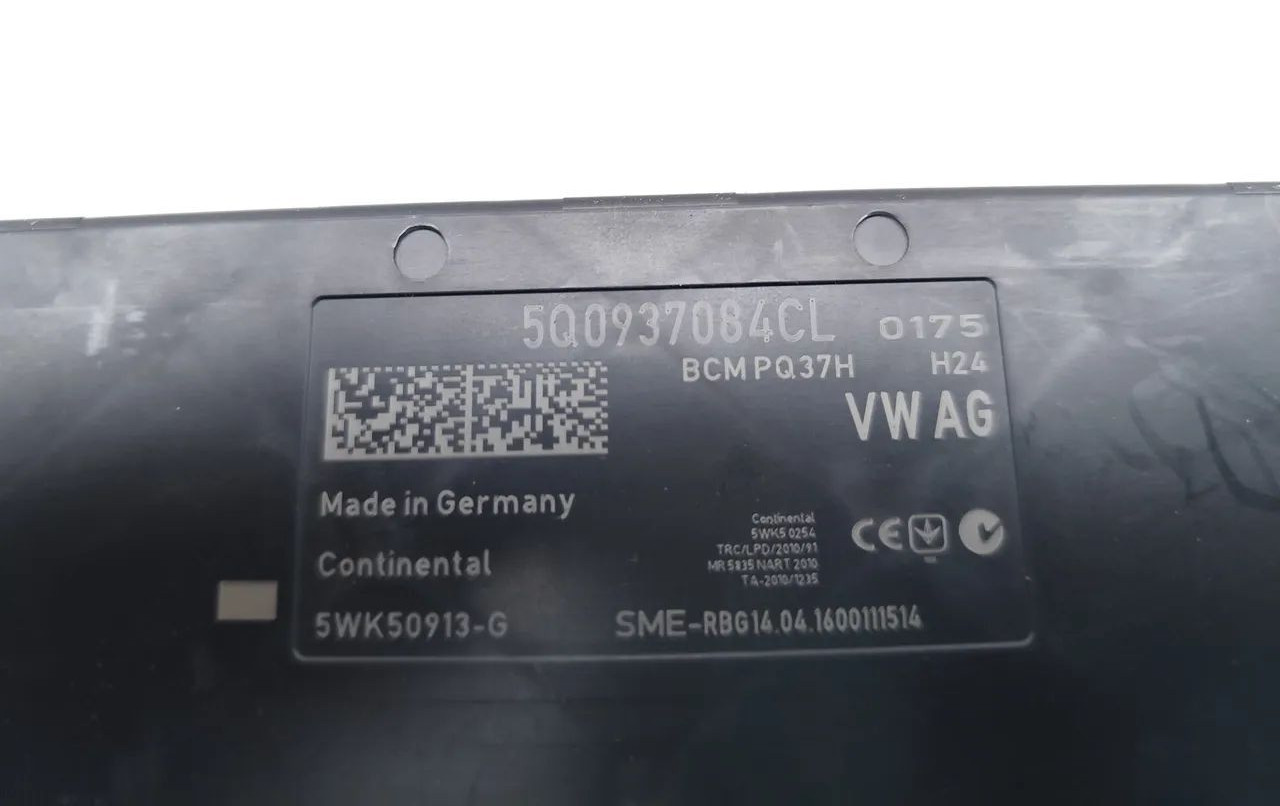 5Q0937084CL 0175
BCM PQ37H H24
VW AG
Made in Germany
Continental
5WK5 0254
TRC/LPD/2010/91
MR 5835 NART 2010
TA-2010/1235
CE
Continental
5WK50913-G SME-RBG14.04.1600111514